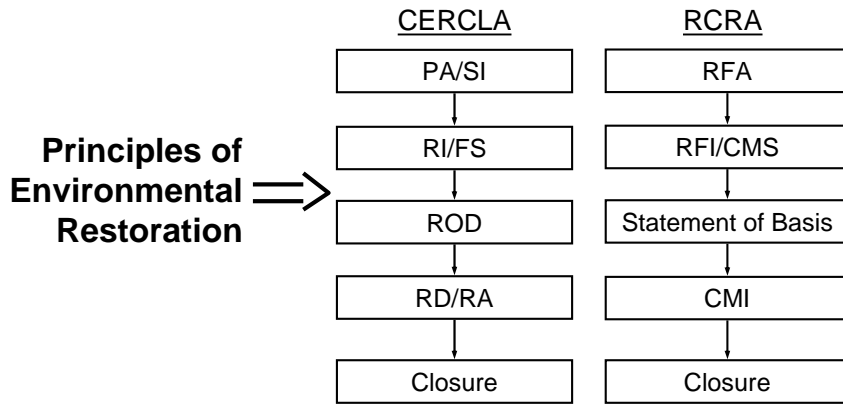 Principles of
Environmental
Restoration
CERCLA
PA/SI
RI/FS
ROD
RD/RA
Closure
RCRA
RFA
RFI/CMS
Statement of Basis
CMI
Closure